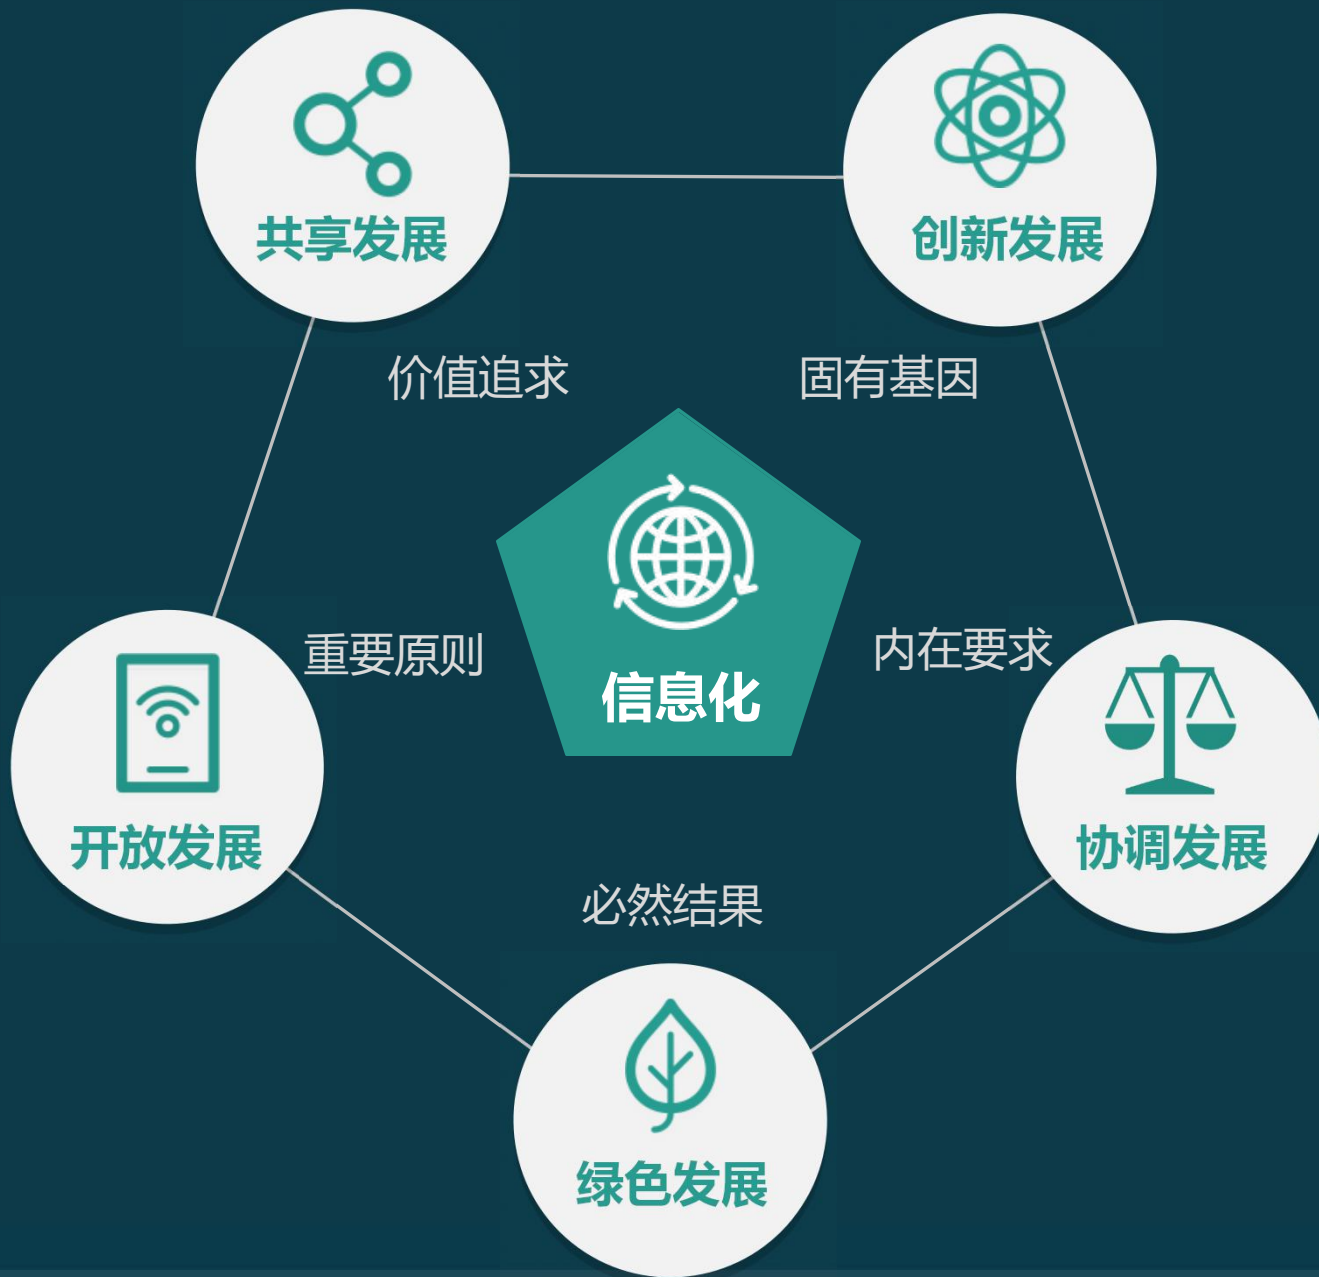 共享发展
创新发展
价值追求
固有基因
信息化
重要原则
内在要求
开放发展
协调发展
必然结果
绿色发展